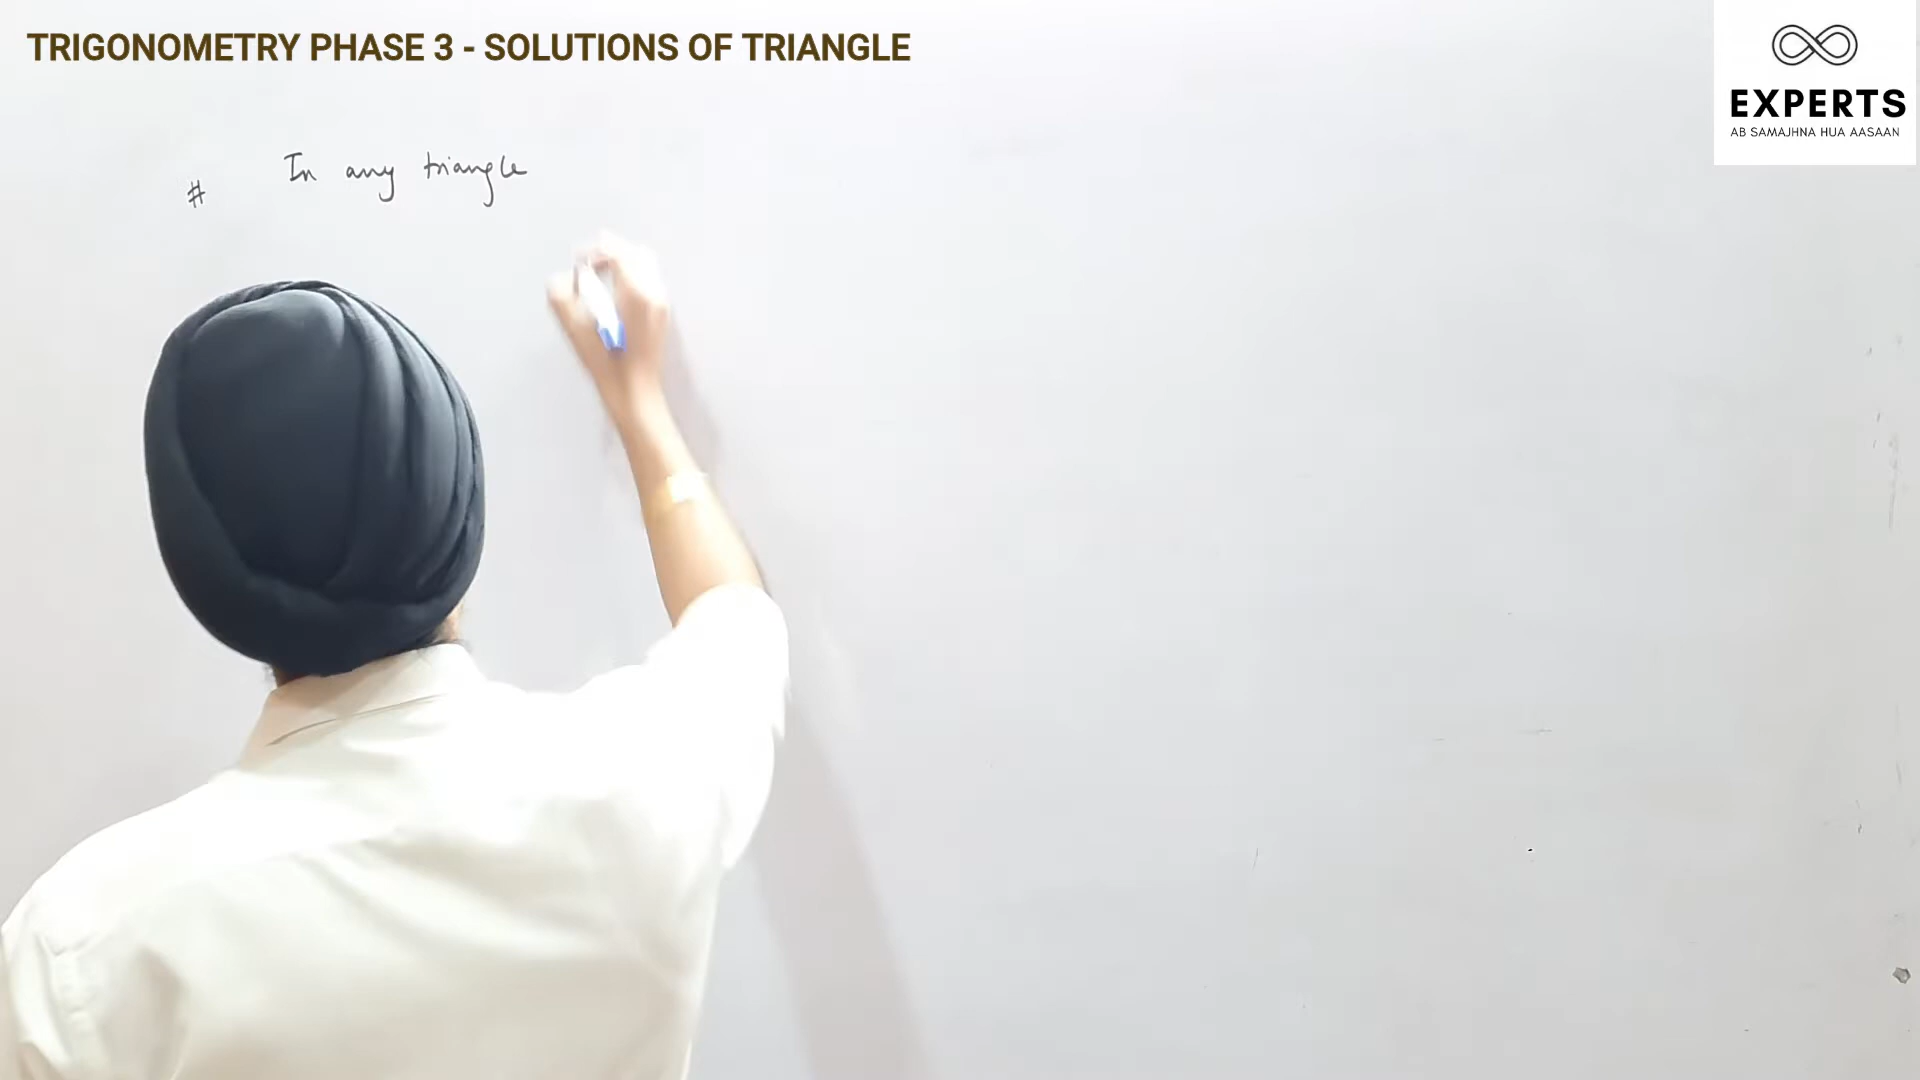 TRIGONOMETRY PHASE 3 - SOLUTIONS OF TRIANGLE
EXPERTS
AB SAMAJHNA HUA AASAAN
# In any triangle